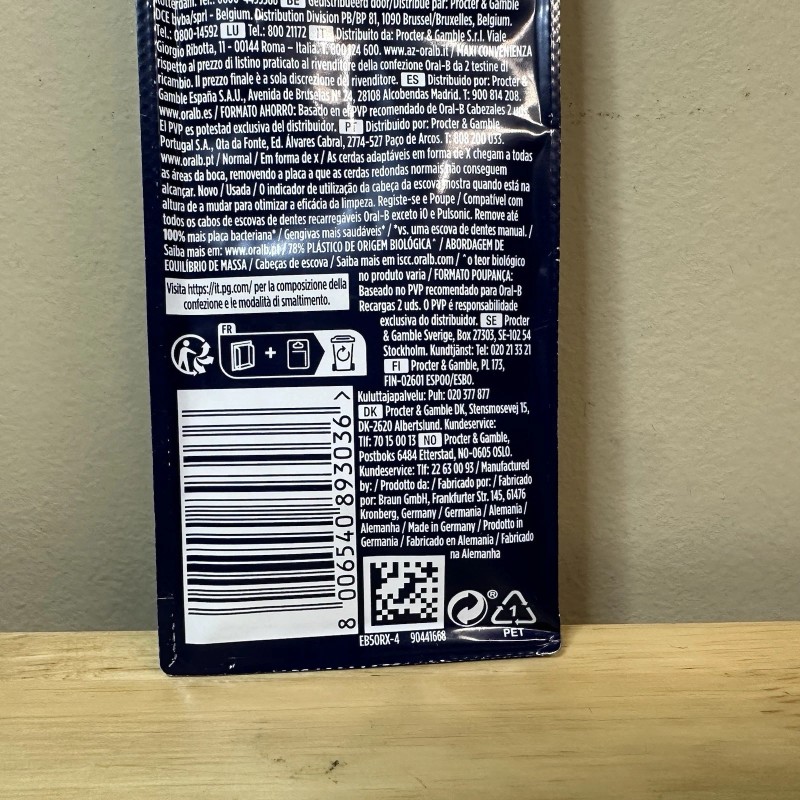 Rotterdam. Tel.: 0800-4455388 BE Gedistribueerd door/Distribué par: Procter & Gamble
DCE bvba/sprl - Belgium. Distribution Division PB/BP 81, 1090 Brussel/Bruxelles, Belgium.
Tel.: 0800-14592 LU Tel.: 800 21172 IT Distribuito da: Procter & Gamble S.r.l. Viale
Giorgio Ribotta, 11 - 00144 Roma – Italia. T: 800 124 600. www.az-oralb.it / MAXI CONVENIENZA
rispetto al prezzo di listino praticato al rivenditore della confezione Oral-B da 2 testine di
ricambio. Il prezzo finale è a sola discrezione del rivenditore. ES Distribuido por: Procter &
Gamble España S.A.U., Avenida de Bruselas Nº 24, 28108 Alcobendas Madrid. T: 900 814 208.
www.oralb.es / FORMATO AHORRO: Basado en el PVP recomendado de Oral-B Cabezales 2 uds.
El PVP es potestad exclusiva del distribuidor. PT Distribuido por: Procter & Gamble
Portugal S.A., Qta da Fonte, Ed. Álvares Cabral, 2774-527 Paço de Arcos. T: 808 200 033.
www.oralb.pt / Normal / Em forma de x / As cerdas adaptáveis em forma de X chegam a todas
as áreas da boca, removendo a placa a que as cerdas redondas normais não conseguem
alcançar. Novo / Usada / O indicador de utilização da cabeça da escova mostra quando está na
altura de a mudar para otimizar a eficácia da limpeza. Registe-se e Poupe / Compatível com
todos os cabos de escovas de dentes recarregáveis Oral-B exceto iO e Pulsonic. Remove até
100% mais placa bacteriana* / Gengivas mais saudáveis* / *vs. uma escova de dentes manual. /
Saiba mais em: www.oralb.pt / 78% PLÁSTICO DE ORIGEM BIOLÓGICA^ / ABORDAGEM DE
EQUILÍBRIO DE MASSA / Cabeças de escova / Saiba mais em iscc.oralb.com / ^o teor biológico
no produto varia / FORMATO POUPANÇA:
Baseado no PVP recomendado para Oral-B
Recargas 2 uds. O PVP é responsabilidade
exclusiva do distribuidor. SE Procter
& Gamble Sverige, Box 27303, SE-102 54
Stockholm. Kundtjänst: Tel: 020 21 33 21
FI Procter & Gamble, PL 173,
FIN-02601 ESPOO/ESBO.
Kuluttajapalvelu: Puh: 020 377 877
DK Procter & Gamble DK, Stensmosevej 15,
DK-2620 Albertslund. Kundeservice:
Tlf: 70 15 00 13 NO Procter & Gamble,
Postboks 6484 Etterstad, NO-0605 OSLO.
Kundeservice: Tlf: 22 63 00 93 / Manufactured
by: / Prodotto da: / Fabricado por: / Fabricado
por: Braun GmbH, Frankfurter Str. 145, 61476
Kronberg, Germany / Germania / Alemania /
Alemanha / Made in Germany / Prodotto in
Germania / Fabricado en Alemania / Fabricado
na Alemanha
Visita https://it.pg.com/ per la composizione della
confezione e le modalità di smaltimento.
FR
+
8 006540 893036 >
EB50RX-4 90441668
®
1
PET